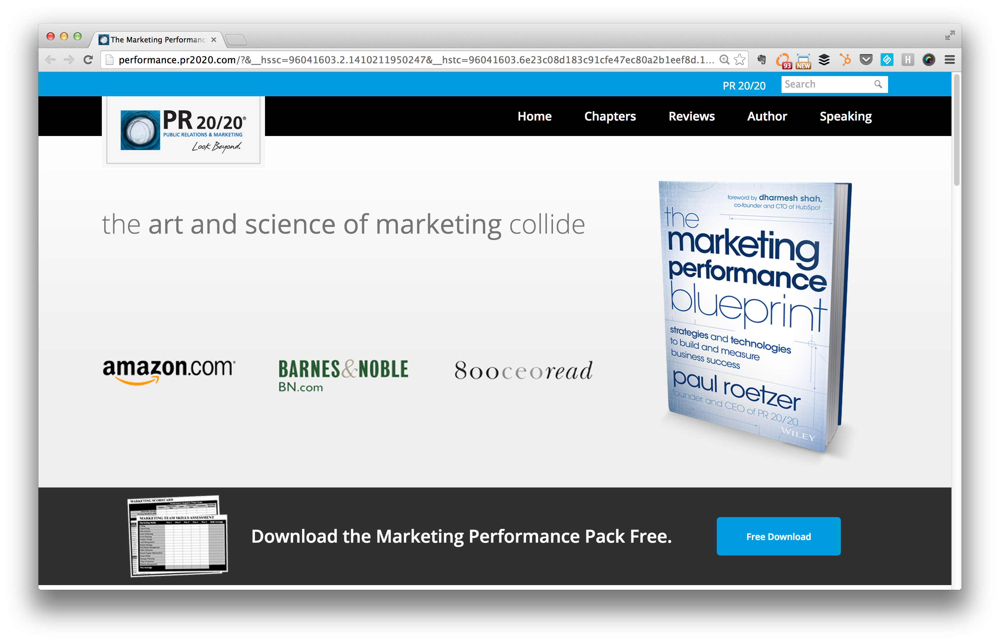 The Marketing Performanc
performance.pr2020.com/?&__hssc=96041603.2.1410211950247&__hstc=96041603.6e23c08d183c91cfe47ec80a2b1eef8d.1...
93
NEW
H
PR 20/20
Search
PR 20/20®
PUBLIC RELATIONS & MARKETING
Look Beyond.
Home Chapters Reviews Author Speaking
the art and science of marketing collide
foreword by dharmesh shah,
co-founder and CTO of HubSpot
the
marketing
performance
blueprint
strategies and technologies
to build and measure
business success
paul roetzer
founder and CEO of PR 20/20
WILEY
amazon.com®
BARNES&NOBLE
BN.com
800ceoread
MARKETING SCORECARD
MARKETING TEAM SKILLS ASSESSMENT
Download the Marketing Performance Pack Free.
Free Download